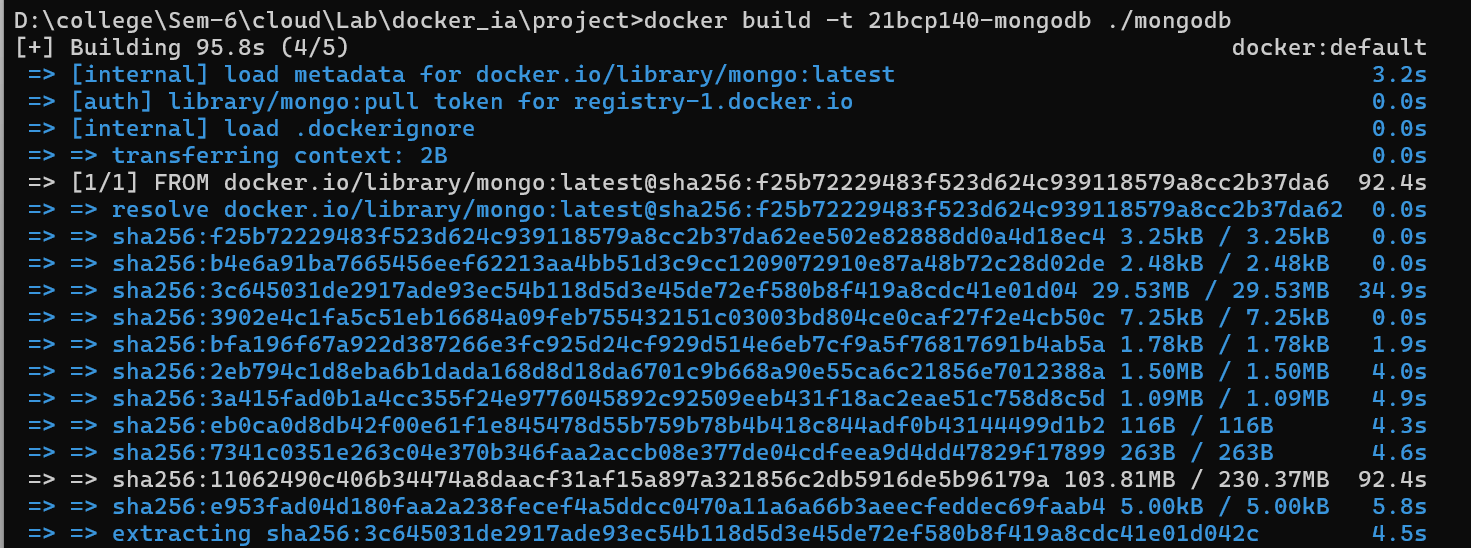 D:\college\Sem-6\cloud\Lab\docker_ia\project>docker build -t 21bcp140-mongodb ./mongodb
[+] Building 95.8s (4/5) docker:default
=> [internal] load metadata for docker.io/library/mongo:latest 3.2s
=> [auth] library/mongo:pull token for registry-1.docker.io 0.0s
=> [internal] load .dockerignore 0.0s
=> => transferring context: 2B 0.0s
=> [1/1] FROM docker.io/library/mongo:latest@sha256:f25b72229483f523d624c939118579a8cc2b37da6 92.4s
=> => resolve docker.io/library/mongo:latest@sha256:f25b72229483f523d624c939118579a8cc2b37da62 0.0s
=> => sha256:f25b72229483f523d624c939118579a8cc2b37da62ee502e82888dd0a4d18ec4 3.25kB / 3.25kB 0.0s
=> => sha256:b4e6a91ba7665456eef62213aa4bb51d3c9cc1209072910e87a48b72c28d02de 2.48kB / 2.48kB 0.0s
=> => sha256:3c645031de2917ade93ec54b118d5d3e45de72ef580b8f419a8cdc41e01d04 29.53MB / 29.53MB 34.9s
=> => sha256:3902e4c1fa5c51eb16684a09feb755432151c03003bd804ce0caf27f2e4cb50c 7.25kB / 7.25kB 0.0s
=> => sha256:bfa196f67a922d387266e3fc925d24cf929d514e6eb7cf9a5f76817691b4ab5a 1.78kB / 1.78kB 1.9s
=> => sha256:2eb794c1d8eba6b1dada168d8d18da6701c9b668a90e55ca6c21856e7012388a 1.50MB / 1.50MB 4.0s
=> => sha256:3a415fad0b1a4cc355f24e9776045892c92509eeb431f18ac2eae51c758d8c5d 1.09MB / 1.09MB 4.9s
=> => sha256:eb0ca0d8db42f00e61f1e845478d55b759b78b4b418c844adf0b43144499d1b2 116B / 116B 4.3s
=> => sha256:7341c0351e263c04e370b346faa2accb08e377de04cdfeea9d4dd47829f17899 263B / 263B 4.6s
=> => sha256:11062490c406b34474a8daacf31af15a897a321856c2db5916de5b96179a 103.81MB / 230.37MB 92.4s
=> => sha256:e953fad04d180faa2a238fecef4a5ddcc0470a11a6a66b3aeecfeddec69faab4 5.00kB / 5.00kB 5.8s
=> => extracting sha256:3c645031de2917ade93ec54b118d5d3e45de72ef580b8f419a8cdc41e01d042c 4.5s